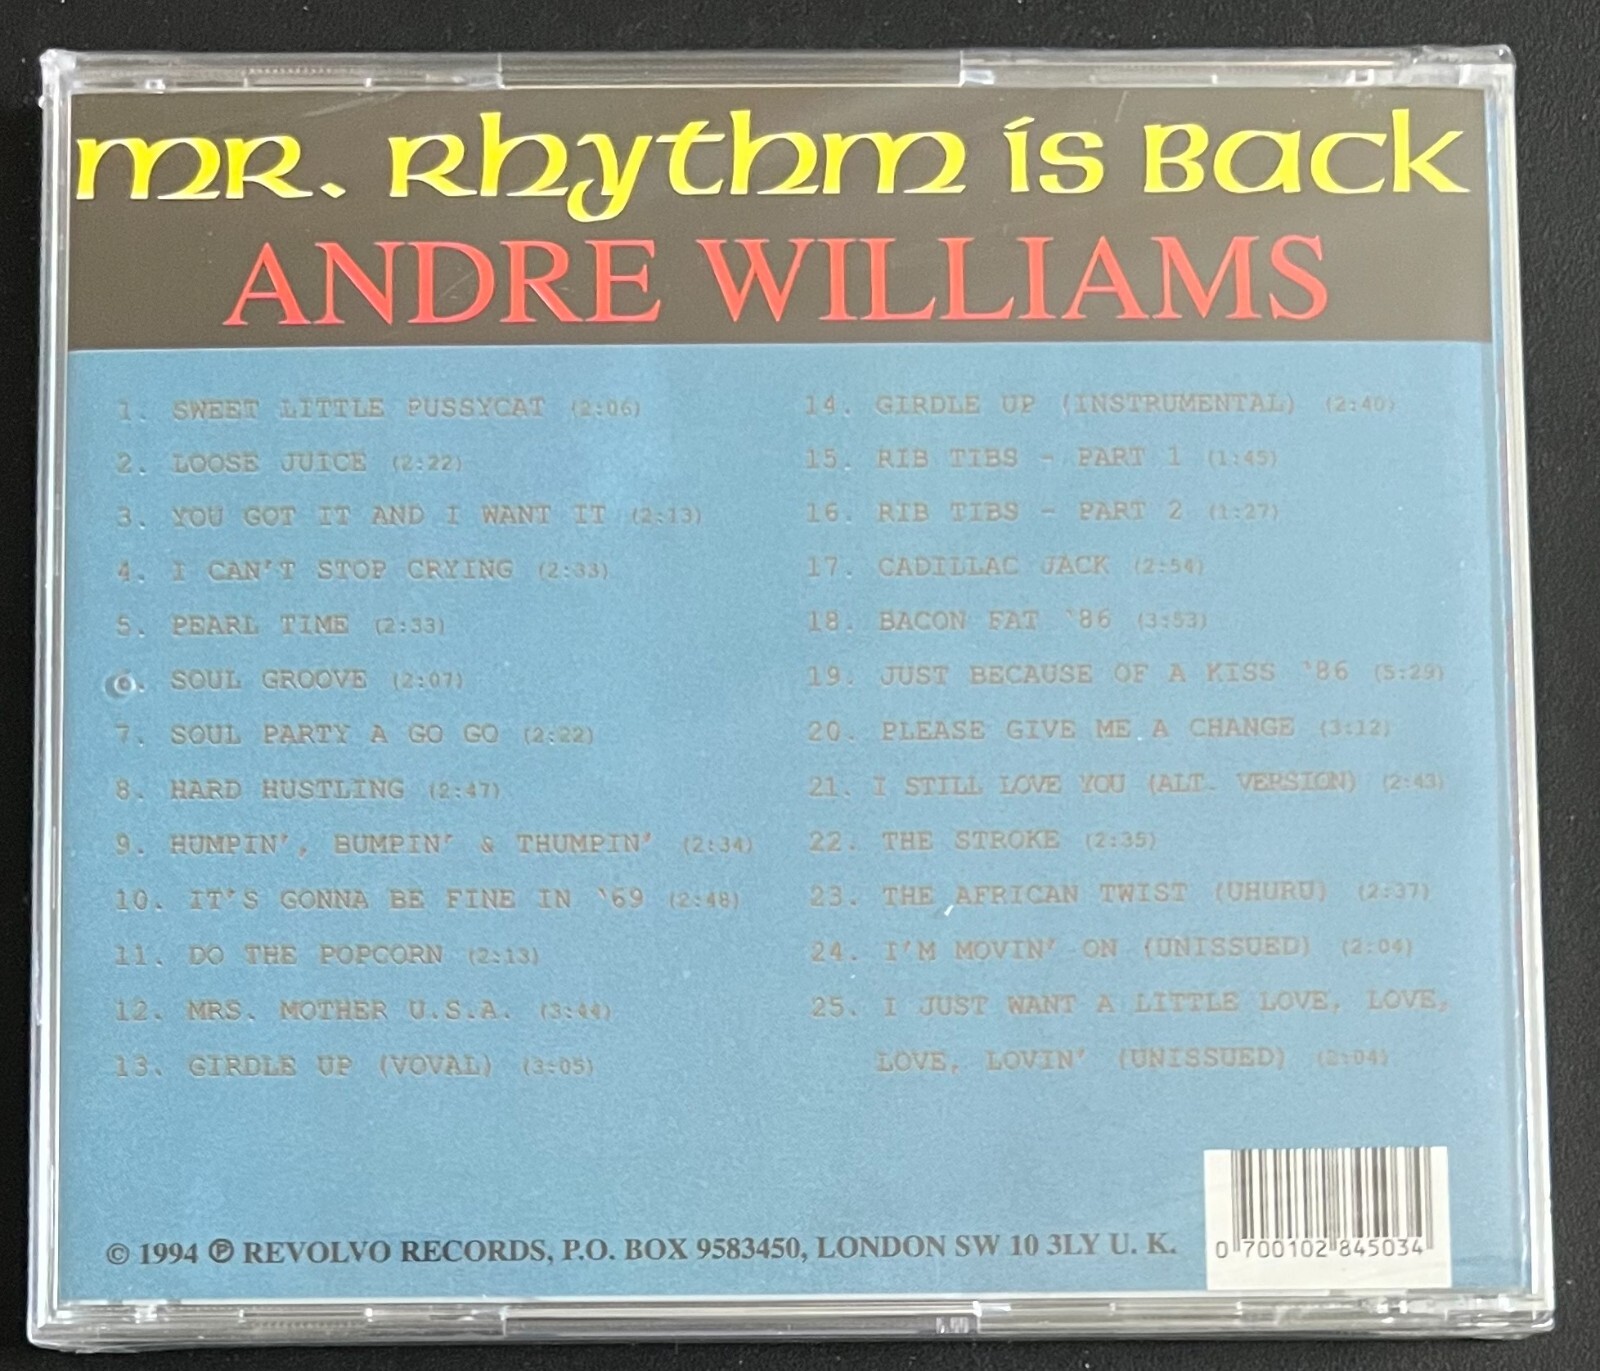 Mr. Rhythm is Back
ANDRE WILLIAMS
1. SWEET LITTLE PUSSYCAT (2:06)
2. LOOSE JUICE (2:22)
3. YOU GOT IT AND I WANT IT (2:13)
4. I CAN'T STOP CRYING (2:33)
5. PEARL TIME (2:33)
6. SOUL GROOVE (2:07)
7. SOUL PARTY A GO GO (2:22)
8. HARD HUSTLING (2:47)
9. HUMPIN', BUMPIN' & THUMPIN' (2:34)
10. IT'S GONNA BE FINE IN '69 (2:48)
11. DO THE POPCORN (2:13)
12. MRS. MOTHER U.S.A. (3:44)
13. GIRDLE UP (VOVAL) (3:05)
14. GIRDLE UP (INSTRUMENTAL) (2:40)
15. RIB TIBS - PART 1 (1:45)
16. RIB TIBS - PART 2 (1:27)
17. CADILLAC JACK (2:54)
18. BACON FAT '86 (3:53)
19. JUST BECAUSE OF A KISS '86 (5:29)
20. PLEASE GIVE ME A CHANGE (3:12)
21. I STILL LOVE YOU (ALT. VERSION) (2:43)
22. THE STROKE (2:35)
23. THE AFRICAN TWIST (UHURU) (2:37)
24. I'M MOVIN' ON (UNISSUED) (2:04)
25. I JUST WANT A LITTLE LOVE, LOVE,
LOVE, LOVIN' (UNISSUED) (2:04)
© 1994 ℗ REVOLVO RECORDS, P.O. BOX 9583450, LONDON SW 10 3LY U. K.
0 700102 845034